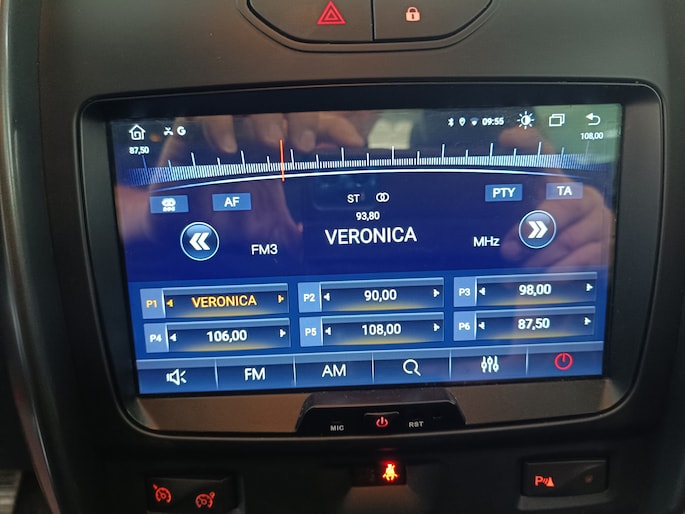 09:55
87,50
108,00
AF
ST
PTY
TA
93,80
FM3
VERONICA
MHz
P1 VERONICA
P2 90,00
P3 98,00
P4 106,00
P5 108,00
P6 87,50
FM
AM
MIC
RST
P